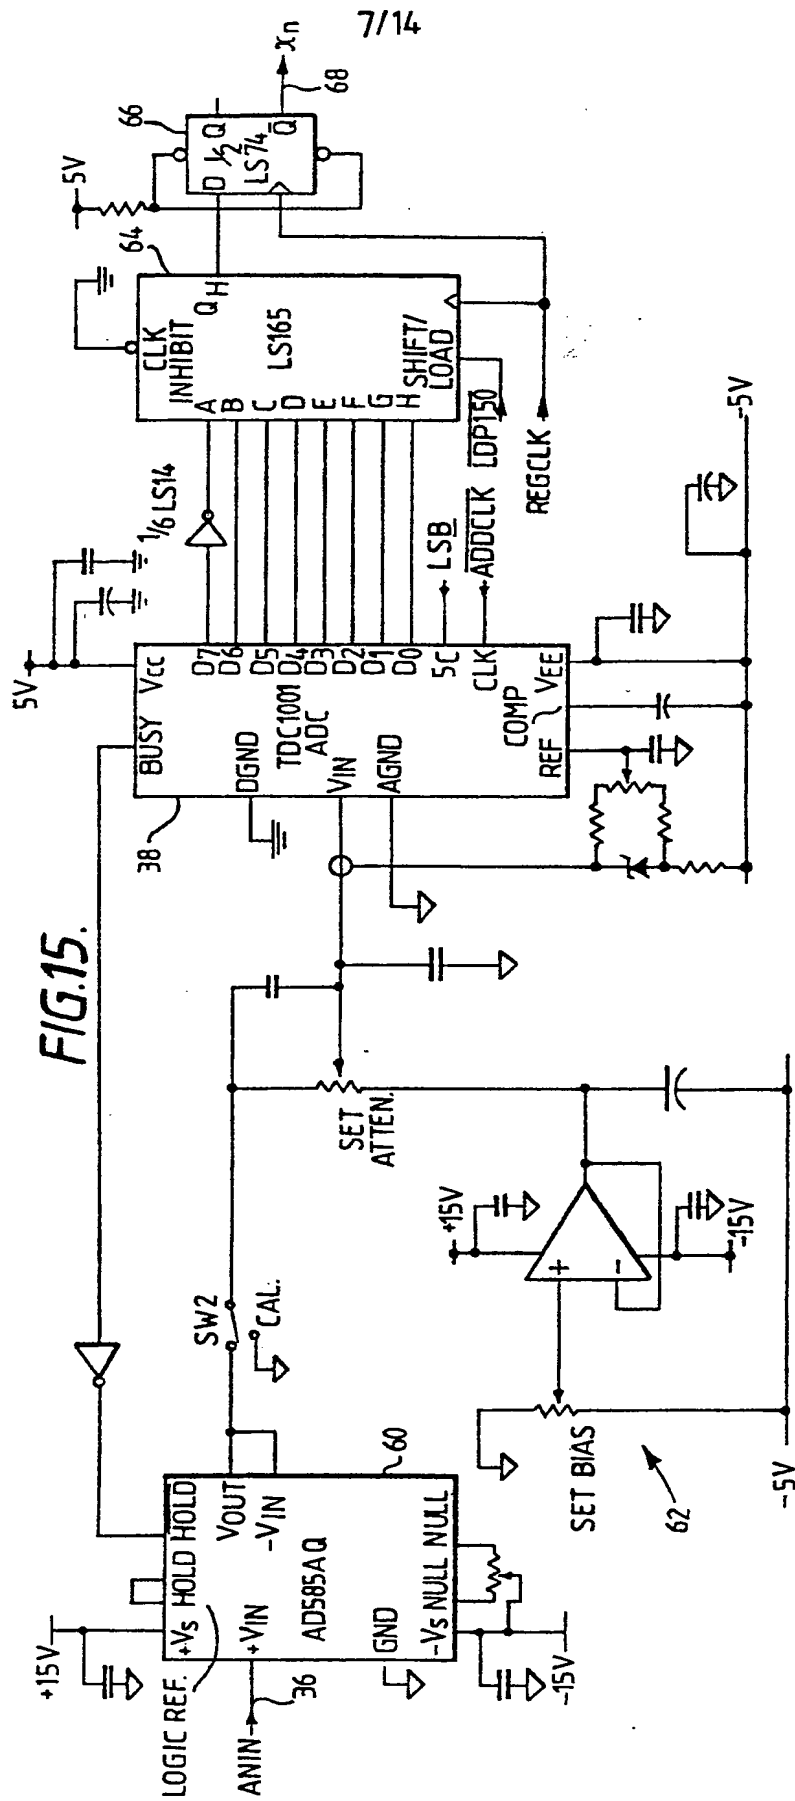 7/14
FIG.15.
+15V
LOGIC REF.
+VS
HOLD
HOLD
+VIN
VOUT
-VIN
AD585AQ
GND
-VS
NULL
NULL
ANIN
36
-15V
60
SW2
CAL.
SET BIAS
62
-5V
+15V
-15V
SET
ATTEN.
38
5V
BUSY
VCC
DGND
TDC1001
ADC
VIN
AGND
D7
D6
D5
D4
D3
D2
D1
D0
5C
CLK
REF
COMP
VEE
LSB
ADDCLK
LDP150
REGCLK
-5V
1/6 LS14
64
CLK
INHIBIT
A
B
C
D
E
F
G
H
QH
LS165
SHIFT/
LOAD
5V
66
D
Q
1/2
LS74
Q̅
xn
68